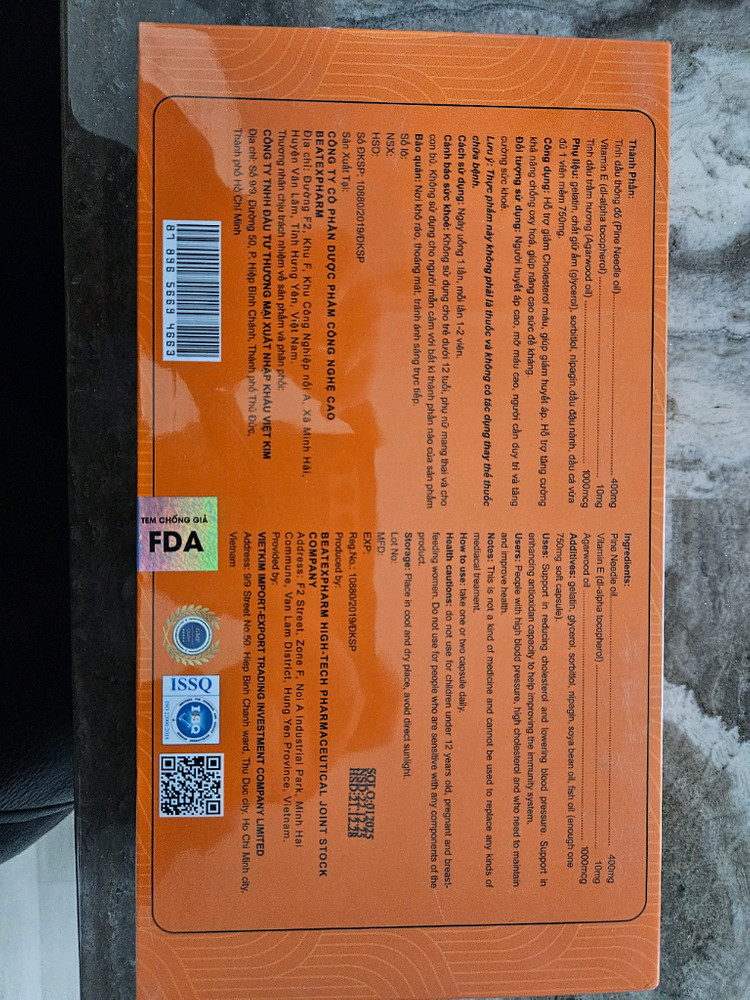 Thành Phần:
Tinh dầu thông đỏ (Pine Needle oil)........400mg
Vitamin E (dl-alpha tocopherol)........10mg
Tinh dầu trầm hương (Agarwood oil)........1000mcg
Phụ liệu: gelatin, chất giữ ẩm (glycerol), sorbitol, nipagin, dầu đậu nành, dầu cá vừa
đủ 1 viên mềm 750mg.
Công dụng: Hỗ trợ giảm Cholesterol máu, giúp giảm huyết áp. Hỗ trợ tăng cường
khả năng chống oxy hoá, giúp nâng cao sức đề kháng.
Đối tượng sử dụng: Người huyết áp cao, mỡ máu cao, người cần duy trì và tăng
cường sức khoẻ.
Lưu ý: Thực phẩm này không phải là thuốc và không có tác dụng thay thế thuốc
chữa bệnh.
Cách sử dụng: Ngày uống 1 lần, mỗi lần 1-2 viên.
Cảnh báo sức khoẻ: Không sử dụng cho trẻ dưới 12 tuổi, phụ nữ mang thai và cho
con bú. Không sử dụng cho người mẫn cảm với bất kì thành phần nào của sản phẩm
Bảo quản: Nơi khô ráo, thoáng mát, tránh ánh sáng trực tiếp.
Số lô:
NSX:
HSD:
Số ĐKSP: 10880/2019/ĐKSP
Sản Xuất Tại:
CÔNG TY CỔ PHẦN DƯỢC PHẨM CÔNG NGHỆ CAO
BEATEXPHARM
Địa chỉ: Đường F2, Khu F, Khu Công Nghiệp nối A, Xã Minh Hải,
Huyện Văn Lâm, Tỉnh Hưng Yên, Việt Nam.
Thương nhân chịu trách nhiệm về sản phẩm và phân phối:
CÔNG TY TNHH ĐẦU TƯ THƯƠNG MẠI XUẤT NHẬP KHẨU VIỆT KIM
Địa chỉ: Số 9/9, Đường 50, P. Hiệp Bình Chánh, Thành phố Thủ Đức,
Thành phố Hồ Chí Minh
81 896 5669 4663
Ingredients:
Pine Needle oil........400mg
Vitamin E (dl-alpha tocopherol)........10mg
Agarwood oil........1000mcg
Additives: gelatin, glycerol, sorbitol, nipagin, soya bean oil, fish oil (enough one
750mg soft capsule).
Uses: Support in reducing cholesterol and lowering blood pressure. Support in
enhancing antioxidan capacity to help improving the immunity system.
Users: People with high blood pressure, high cholesterol and who need to maintain
and improve health.
Notes: This is not a kind of medicine and cannot be used to replace any kinds of
mediacal treament.
How to use: take one or two capsule daily.
Health cautions: do not use for children under 12 years old, pregnant and breast-
feeding women. Do not use for people who are sensitive with any components of the
product.
Storage: Place in cool and dry place, avoid direct sunlight.
Lot No:
MFD:
EXP:
SOLO:012025
HSD:21.12.28
Reg.No.: 10880/2019/ĐKSP
Produced by:
BEATEXPHARM HIGH-TECH PHARMACEUTICAL JOINT STOCK
COMPANY
Address: F2 Street, Zone F, Noi A Industrial Park, Minh Hai
Commune, Van Lam District, Hung Yen Province, Vietnam.
Provided by:
VIETKIM IMPORT-EXPORT TRADING INVESTMENT COMPANY LIMITED
Address: 9/9 Street No.50, Hiep Binh Chanh ward, Thu Duc city, Ho Chi Minh city,
Vietnam
TEM CHỐNG GIẢ
FDA
GMP
ISSQ
ISQ